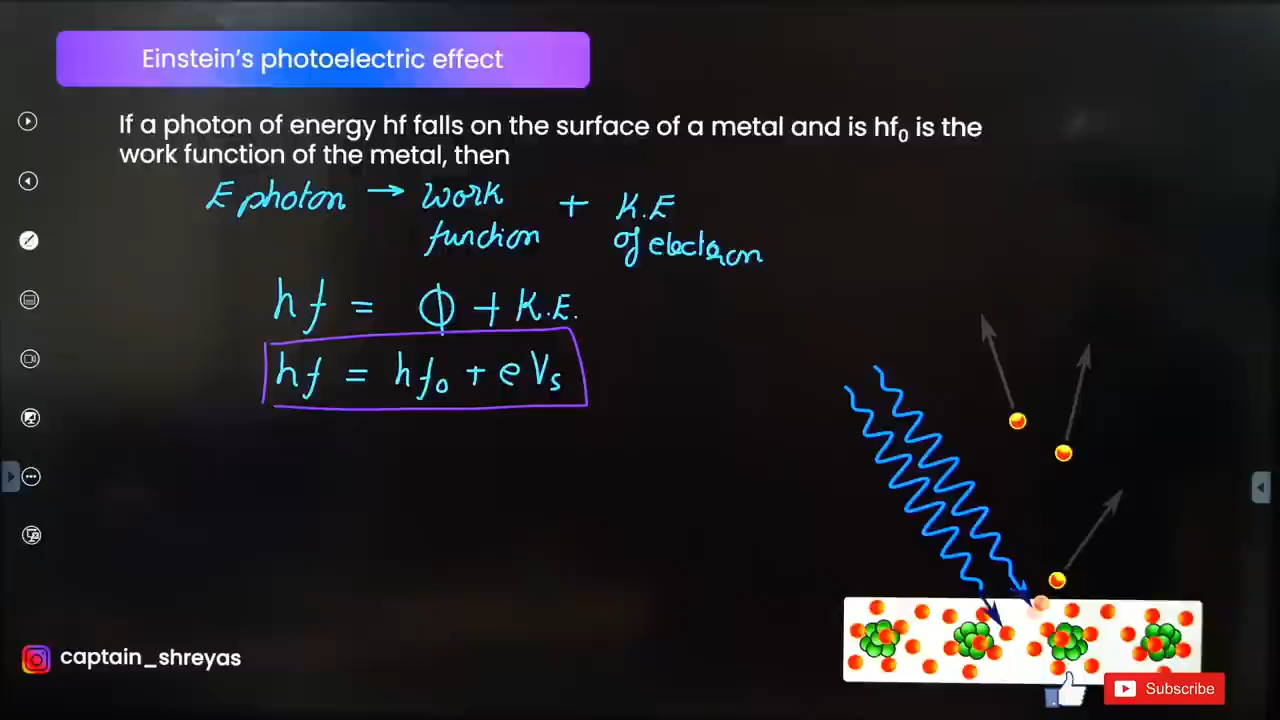 Einstein's photoelectric effect
If a photon of energy hf falls on the surface of a metal and is hf₀ is the
work function of the metal, then
E photon → work function + K.E of electron
hf = Φ + K.E.
hf = hf₀ + eVₛ
captain_shreyas
Subscribe